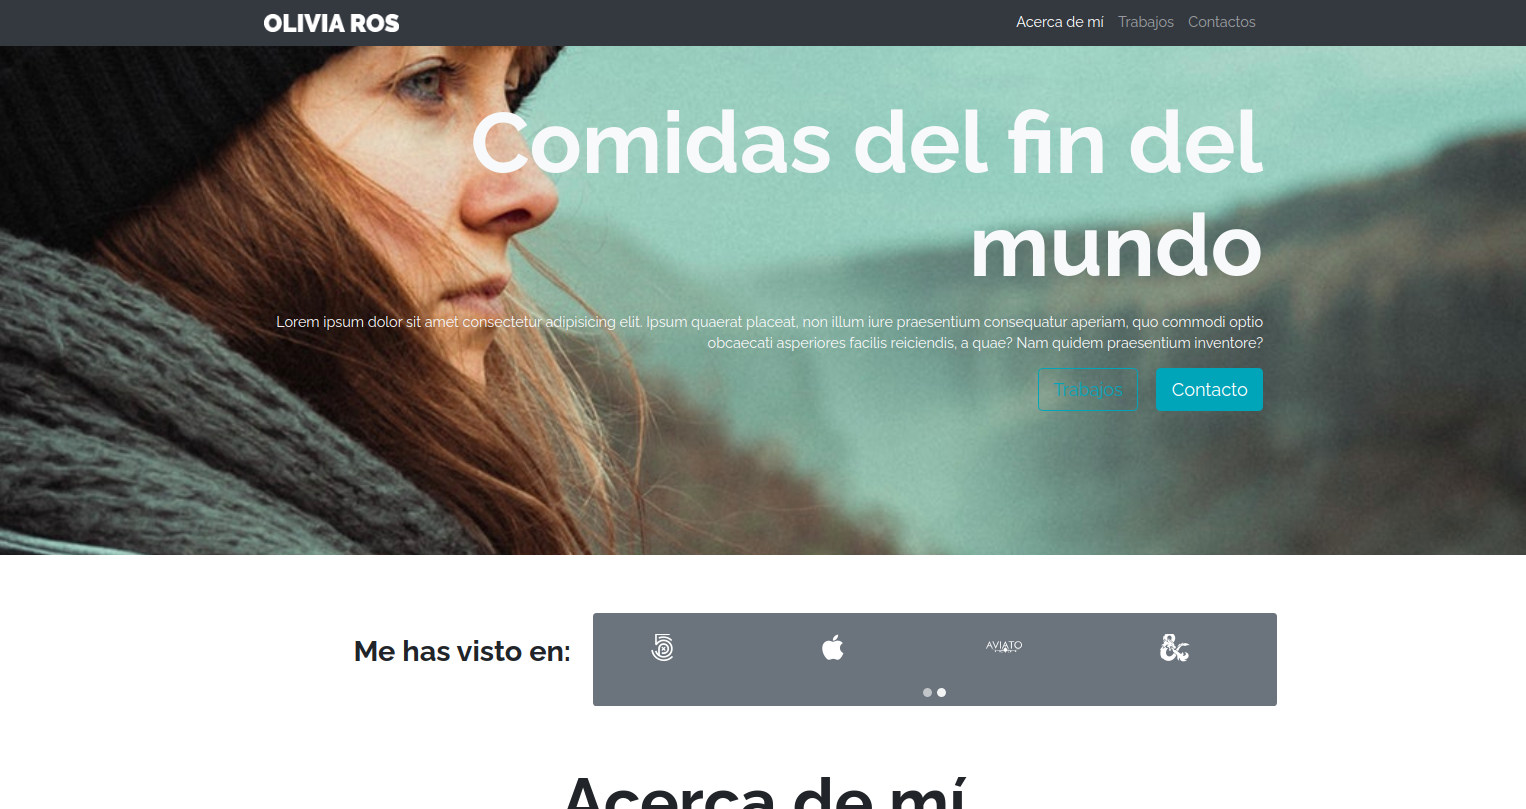 OLIVIA ROS
Acerca de mí Trabajos Contactos
Comidas del fin del
mundo
Lorem ipsum dolor sit amet consectetur adipisicing elit. Ipsum quaerat placeat, non illum iure praesentium consequatur aperiam, quo commodi optio
obcaecati asperiores facilis reiciendis, a quae? Nam quidem praesentium inventore?
Trabajos Contacto
Me has visto en:
5
AVIATO
&
Acerca de mí